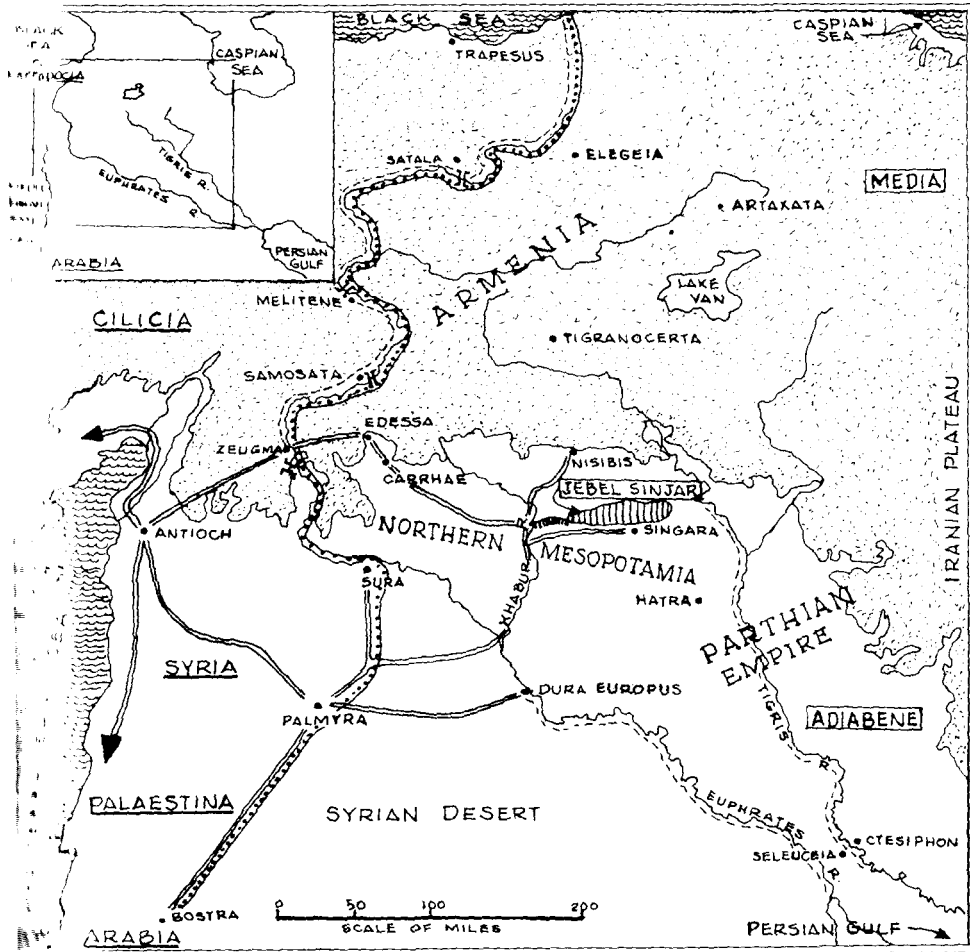 BLACK SEA
CASPIAN SEA
TRAPESUS
BLACK
CASPIAN SEA
TIGRIS R.
EUPHRATES R.
PERSIAN GULF
ARABIA
SATALA
ELEGEIA
MEDIA
ARTAXATA
ARMENIA
LAKE VAN
MELITENE
CILICIA
TIGRANOCERTA
SAMOSATA
EDESSA
ZEUGMA
CARRHAE
NISIBIS
JEBEL SINJAR
IRANIAN PLATEAU
ANTIOCH
NORTHERN
MESOPOTAMIA
SINGARA
SURA
KHABUR
HATRA
PARTHIAN EMPIRE
SYRIA
DURA EUROPUS
PALMYRA
TIGRIS R.
ADIABENE
PALAESTINA
SYRIAN DESERT
EUPHRATES R.
CTESIPHON
SELEUCEIA
BOSTRA
0 50 100 200
SCALE OF MILES
ARABIA
PERSIAN GULF